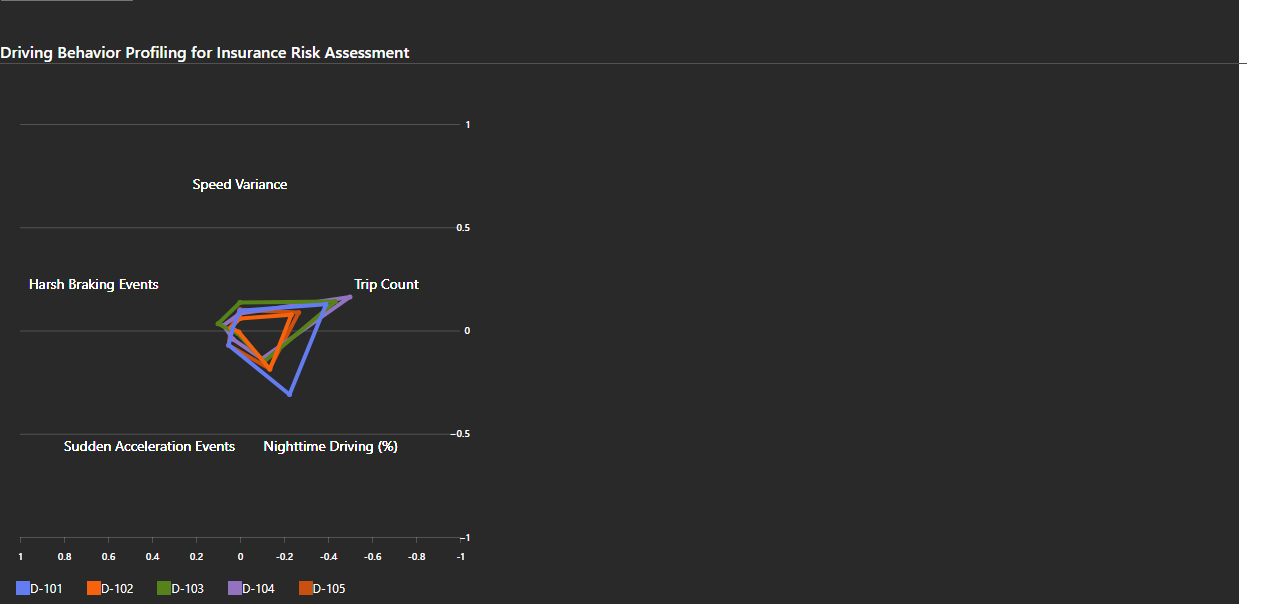 Driving Behavior Profiling for Insurance Risk Assessment
1
Speed Variance
0.5
Harsh Braking Events
Trip Count
0
-0.5
Sudden Acceleration Events
Nighttime Driving (%)
-1
1 0.8 0.6 0.4 0.2 0 -0.2 -0.4 -0.6 -0.8 -1
D-101 D-102 D-103 D-104 D-105